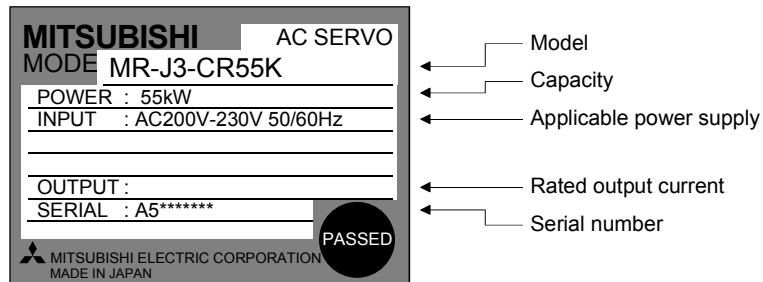 MITSUBISHI AC SERVO
MODE MR-J3-CR55K
POWER : 55kW
INPUT : AC200V-230V 50/60Hz
OUTPUT :
SERIAL : A5*******
PASSED
MITSUBISHI ELECTRIC CORPORATION
MADE IN JAPAN
Model
Capacity
Applicable power supply
Rated output current
Serial number